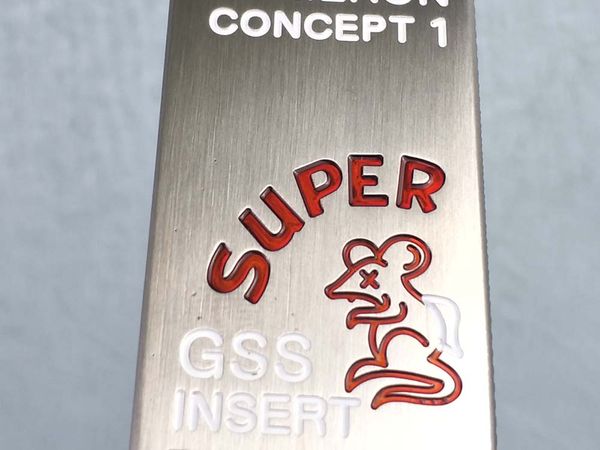 CONCEPT 1
SUPER
GSS
INSERT